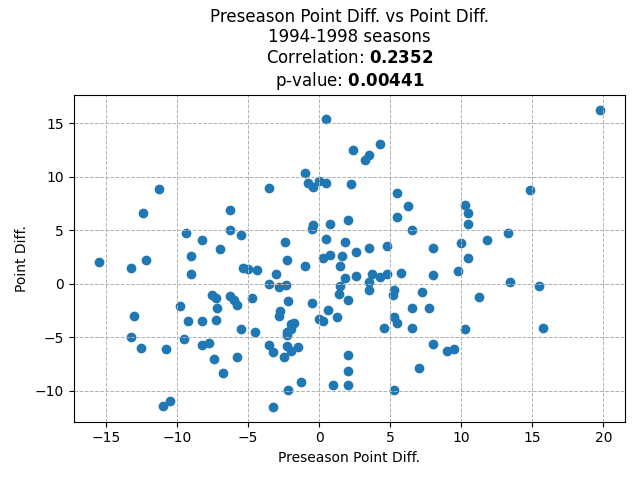 Preseason Point Diff. vs Point Diff.
1994-1998 seasons
Correlation: 0.2352
p-value: 0.00441
15
10
5
0
−5
−10
Point Diff.
−15 −10 −5 0 5 10 15 20
Preseason Point Diff.